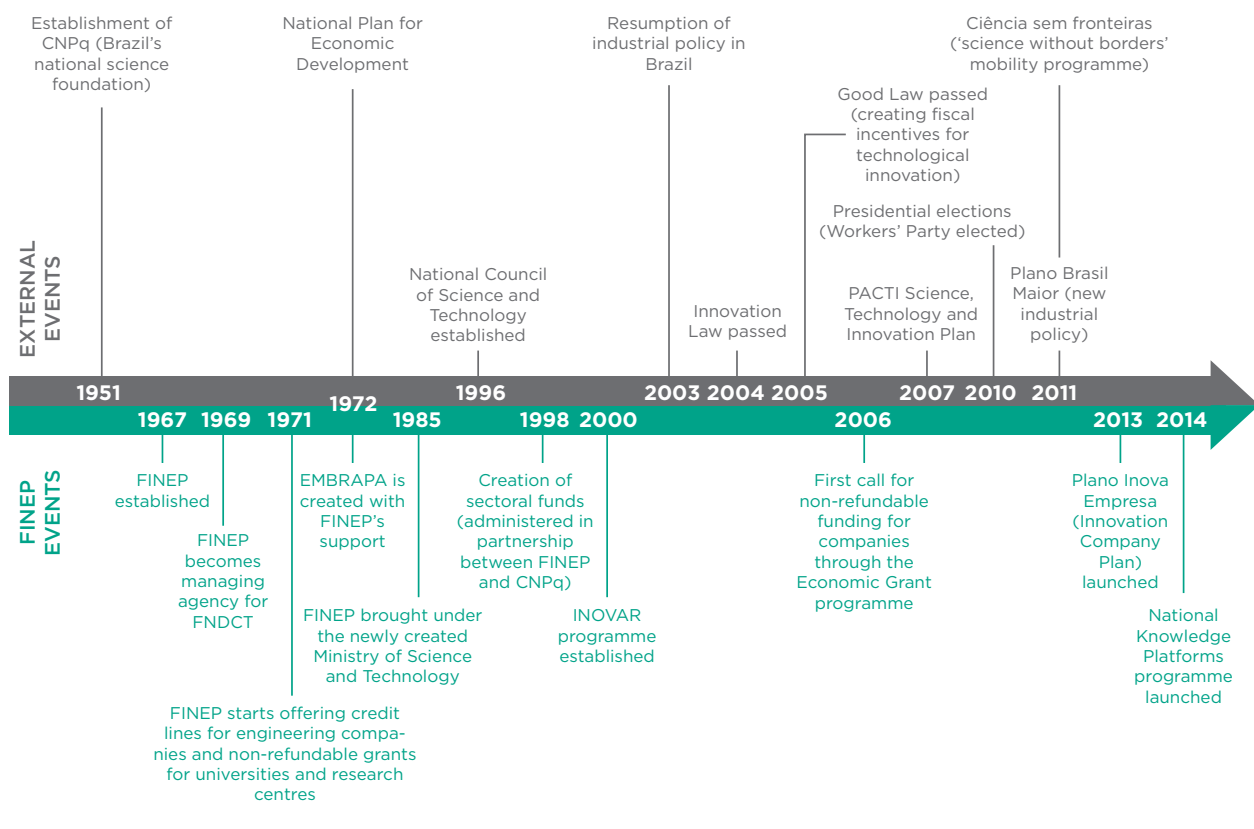 Establishment of
CNPq (Brazil's
national science
foundation)
National Plan for
Economic
Development
Resumption of
industrial policy in
Brazil
Ciência sem fronteiras
('science without borders'
mobility programme)
Good Law passed
(creating fiscal
incentives for
technological
innovation)
Presidential elections
(Workers' Party elected)
National Council
of Science and
Technology
established
Innovation
Law passed
PACTI Science,
Technology and
Innovation Plan
Plano Brasil
Maior (new
industrial
policy)
EXTERNAL
EVENTS
1951 1972 1996 2003 2004 2005 2007 2010 2011
1967 1969 1971 1985 1998 2000 2006 2013 2014
FINEP
EVENTS
FINEP
established
FINEP
becomes
managing
agency for
FNDCT
FINEP starts offering credit
lines for engineering compa-
nies and non-refundable grants
for universities and research
centres
EMBRAPA is
created with
FINEP's
support
FINEP brought under
the newly created
Ministry of Science
and Technology
Creation of
sectoral funds
(administered in
partnership
between FINEP
and CNPq)
INOVAR
programme
established
First call for
non-refundable
funding for
companies
through the
Economic Grant
programme
Plano Inova
Empresa
(Innovation
Company
Plan)
launched
National
Knowledge
Platforms
programme
launched